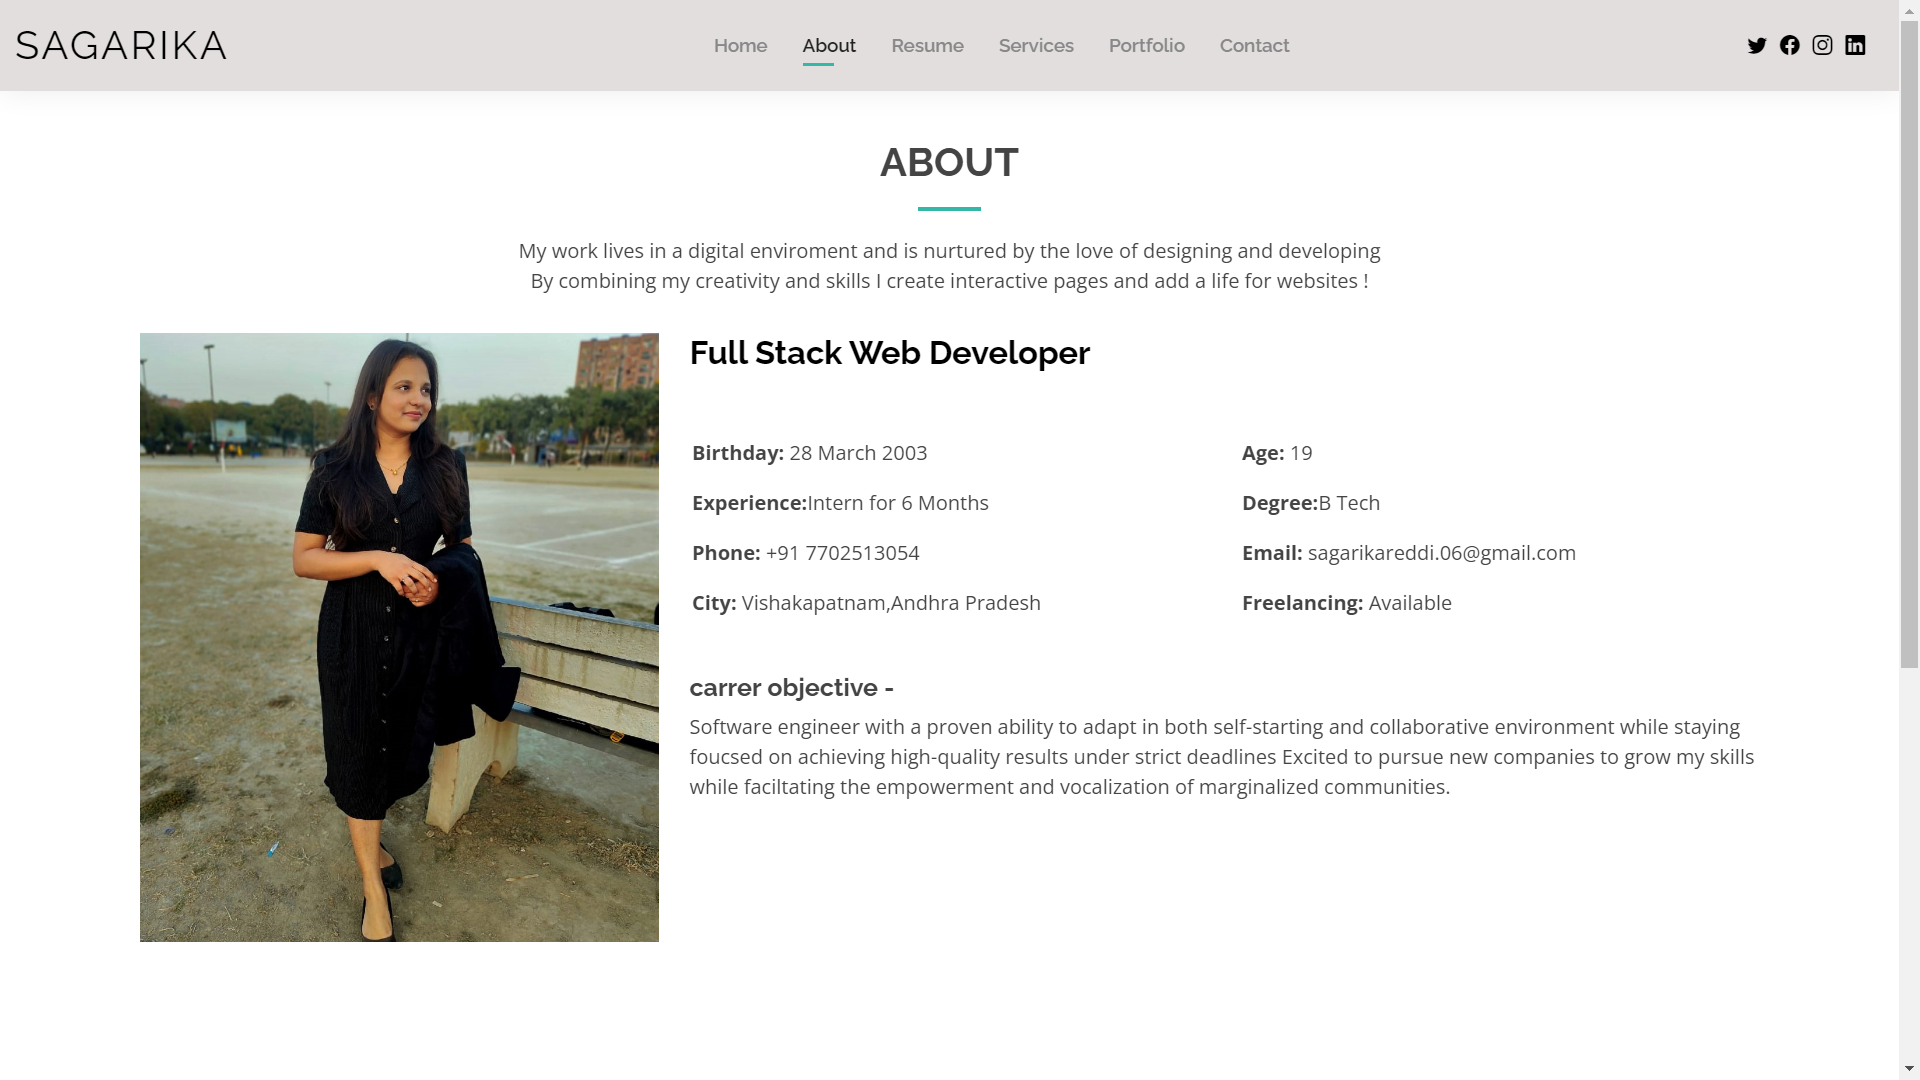 SAGARIKA
Home About Resume Services Portfolio Contact
ABOUT
My work lives in a digital enviroment and is nurtured by the love of designing and developing
By combining my creativity and skills I create interactive pages and add a life for websites !
Full Stack Web Developer
Birthday: 28 March 2003
Age: 19
Experience:Intern for 6 Months
Degree:B Tech
Phone: +91 7702513054
Email: sagarikareddi.06@gmail.com
City: Vishakapatnam,Andhra Pradesh
Freelancing: Available
carrer objective -
Software engineer with a proven ability to adapt in both self-starting and collaborative environment while staying
foucsed on achieving high-quality results under strict deadlines Excited to pursue new companies to grow my skills
while faciltating the empowerment and vocalization of marginalized communities.